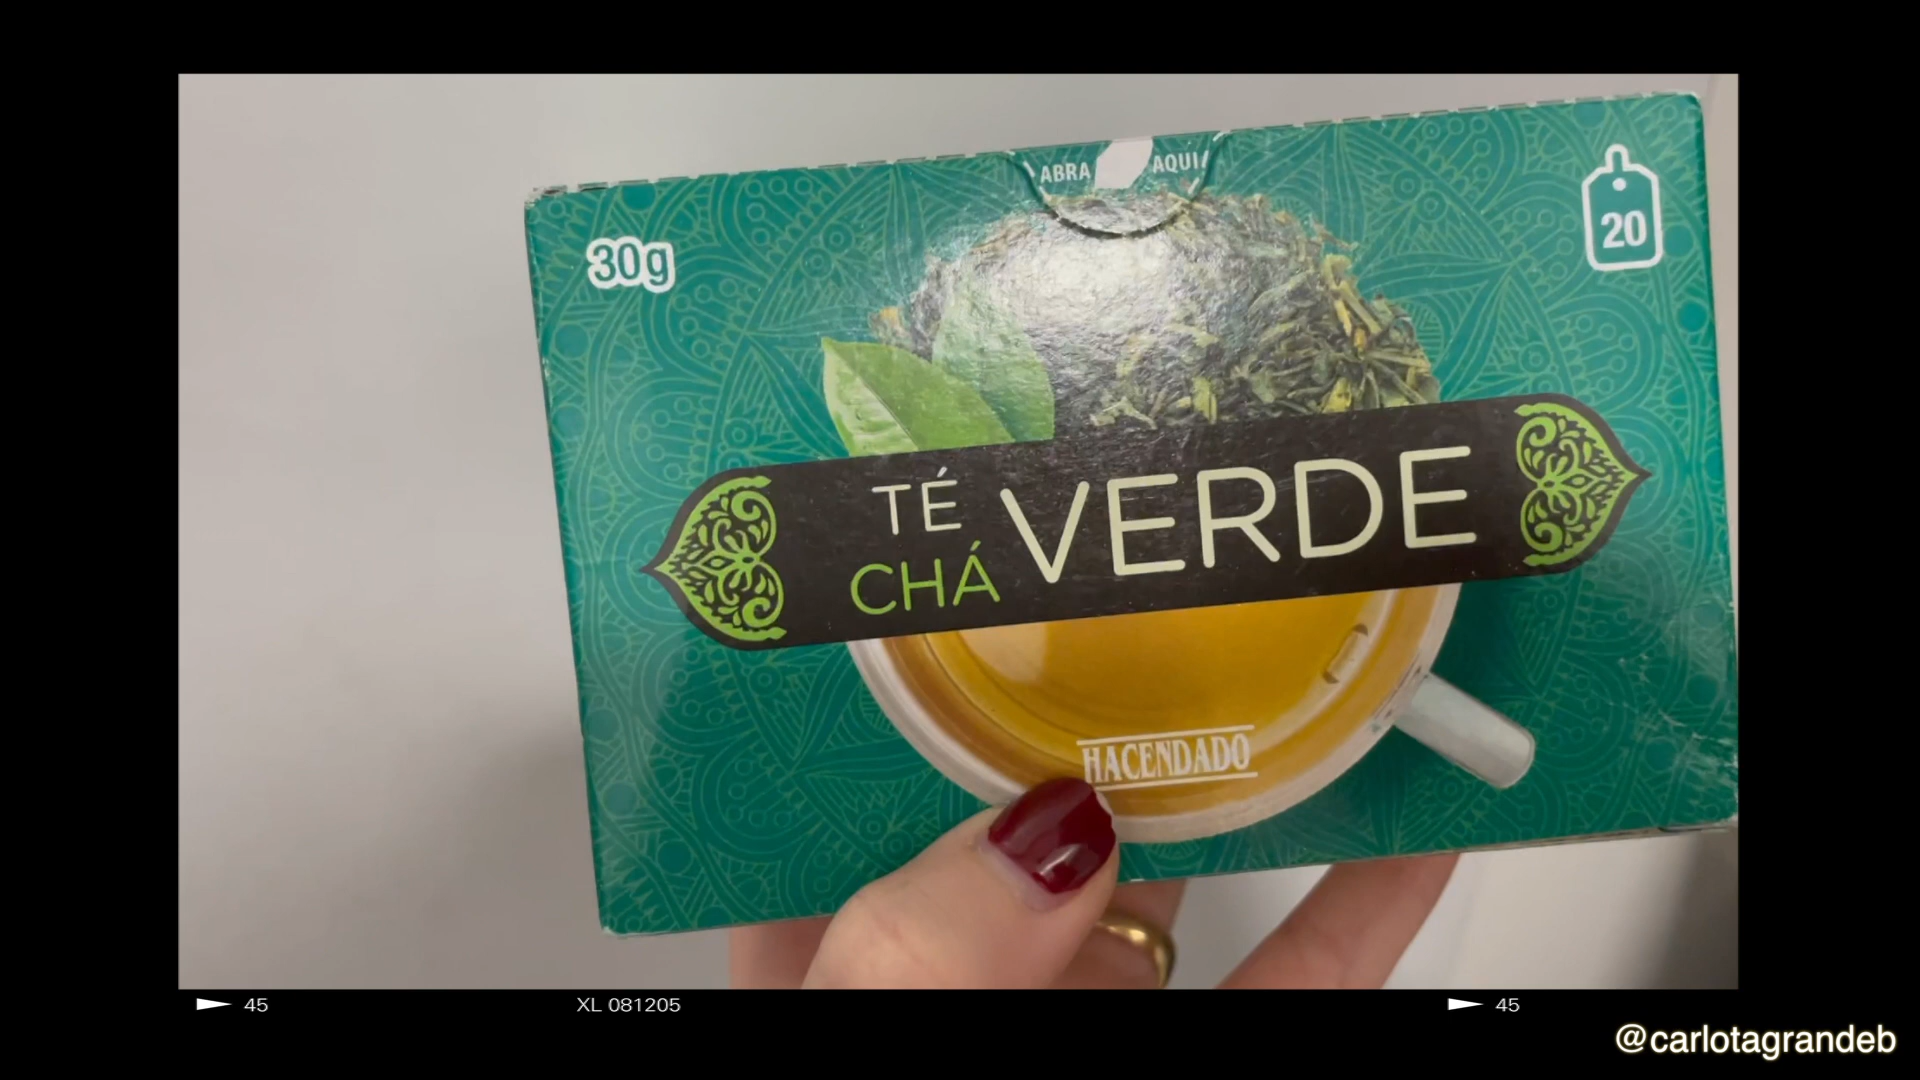 ABRA AQUI
30g
20
TÉ
CHÁ
VERDE
HACENDADO
45
XL 081205
45
@carlotagrandeb